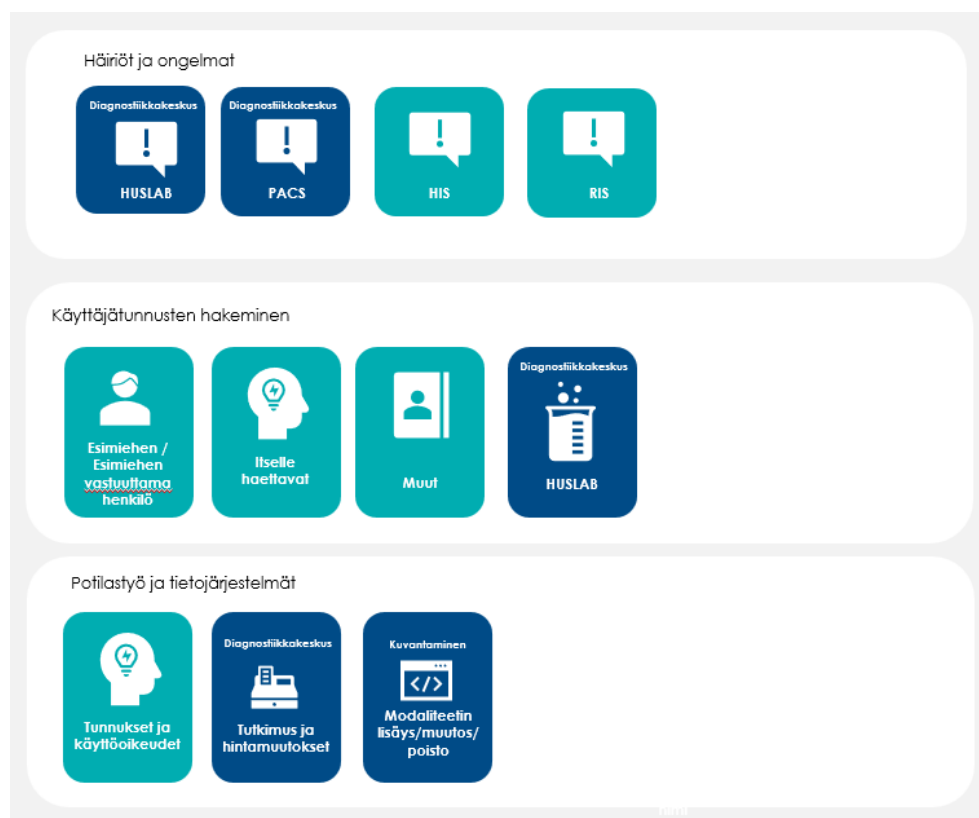 Häiriöt ja ongelmat
Diagnostiikkakeskus
!
HUSLAB
Diagnostiikkakeskus
!
PACS
!
HIS
!
RIS
Käyttäjätunnusten hakeminen
Esimiehen /
Esimiehen
vastuuttama
henkilö
Itselle
haettavat
Muut
Diagnostiikkakeskus
HUSLAB
Potilastyö ja tietojärjestelmät
Tunnukset ja
käyttöoikeudet
Diagnostiikkakeskus
Tutkimus ja
hintamuutokset
Kuvantaminen
</>
Modaliteetin
lisäys/muutos/
poisto